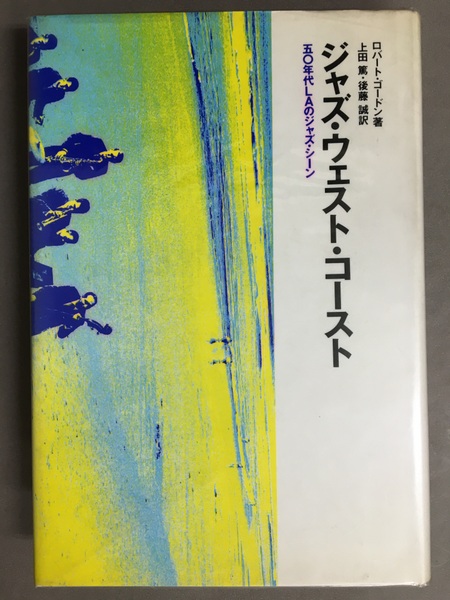 ロバート・ゴードン著
上田 篤・後藤 誠訳
ジャズ・ウェスト・コースト
五〇年代LAのジャズ・シーン